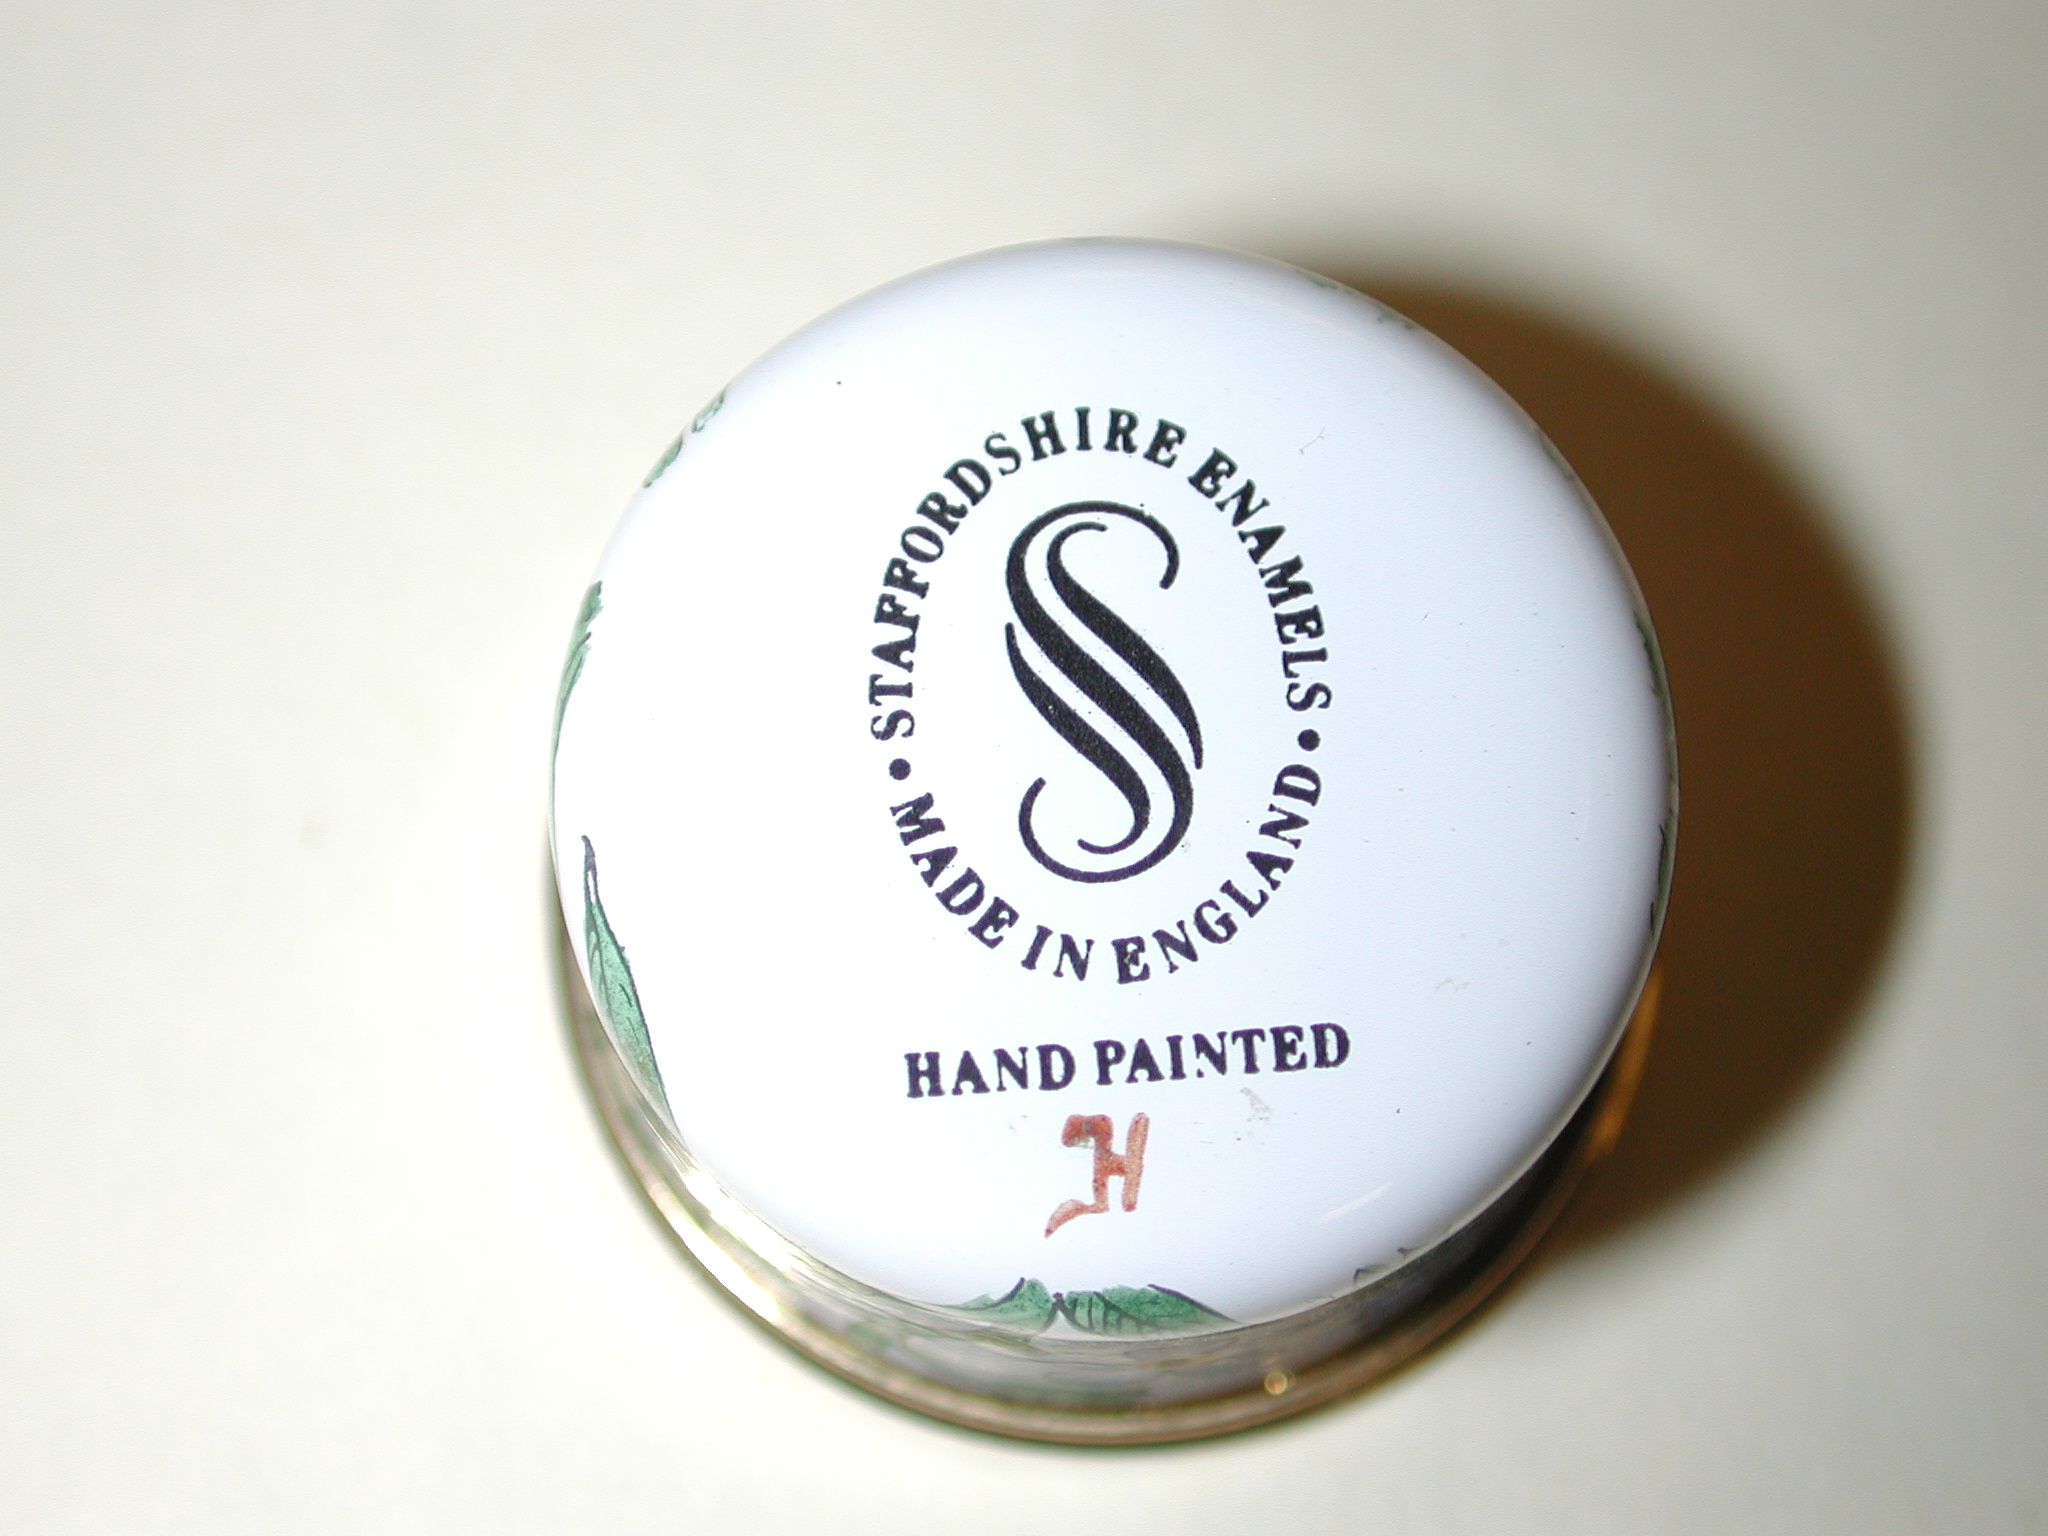 • STAFFORDSHIRE ENAMELS •
MADE IN ENGLAND
S
HAND PAINTED
H